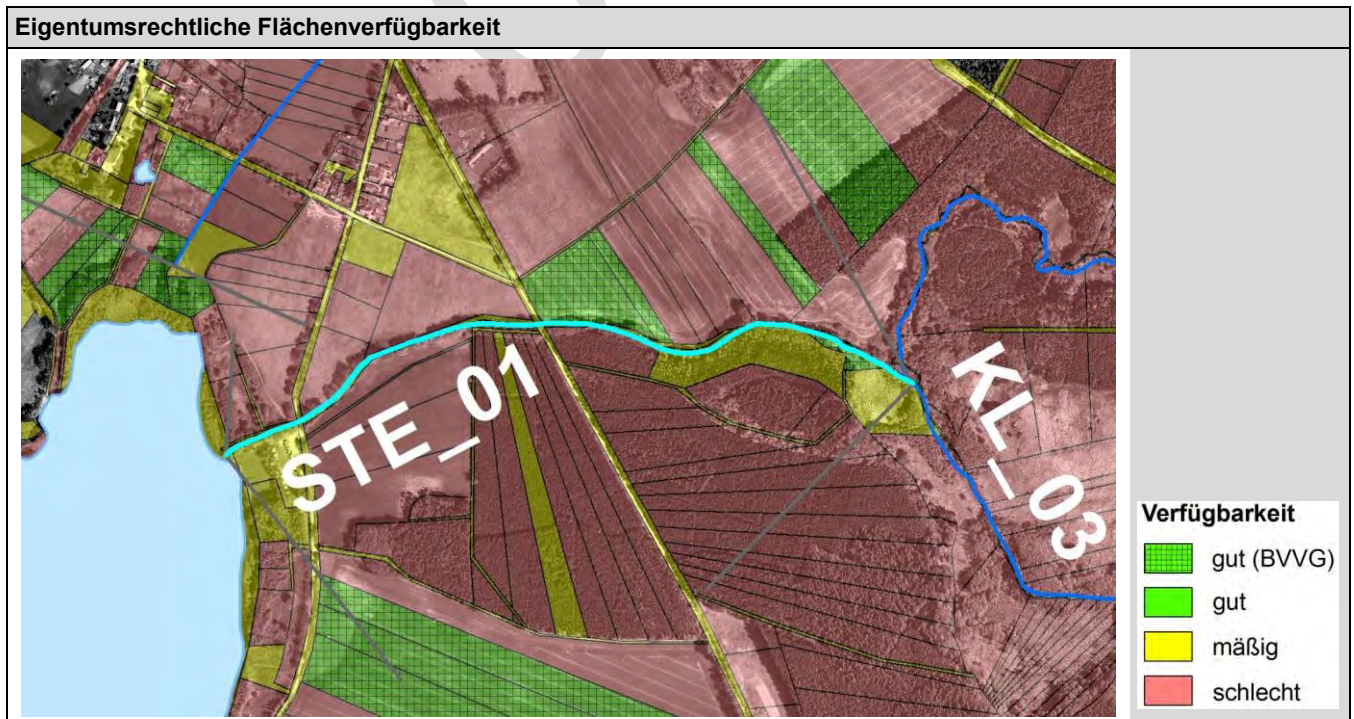 Eigentumsrechtliche Flächenverfügbarkeit
STE_01
KL_03
Verfügbarkeit
gut (BVVG)
gut
mäßig
schlecht